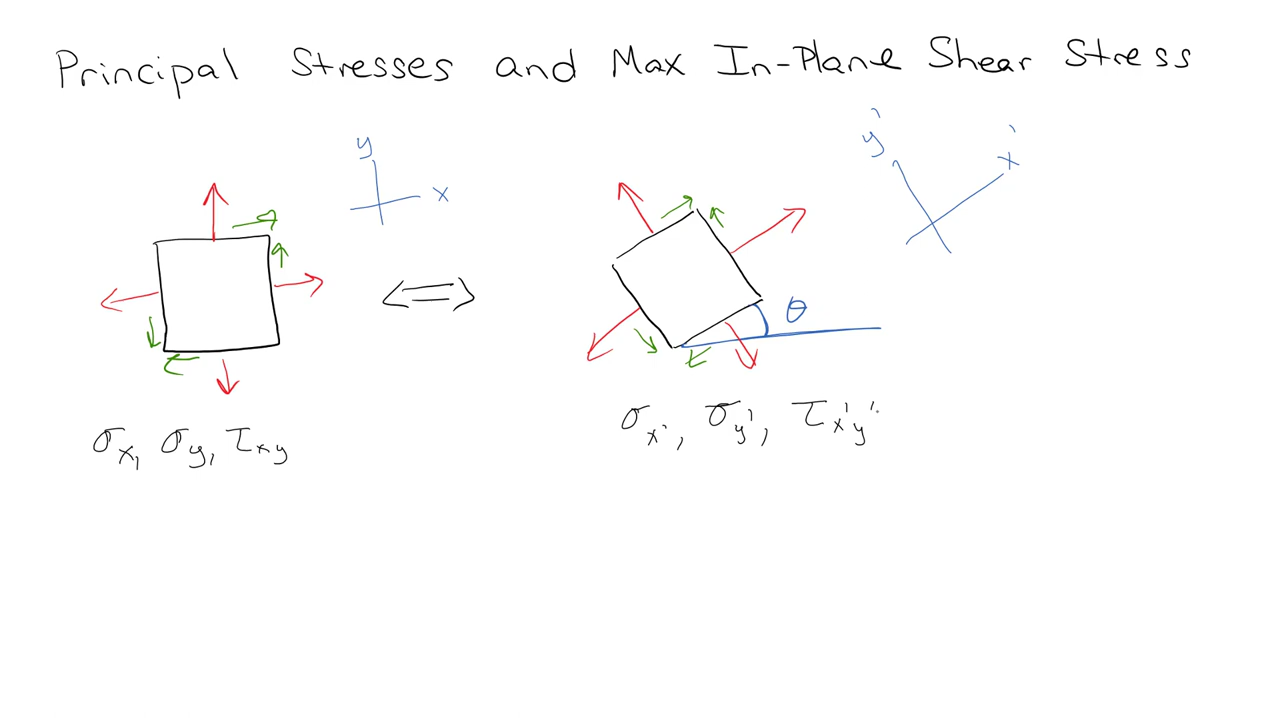 Principal Stresses and Max In-Plane Shear Stress
y
x
y'
x'
θ
σx, σy, τxy
σx', σy', τx'y'